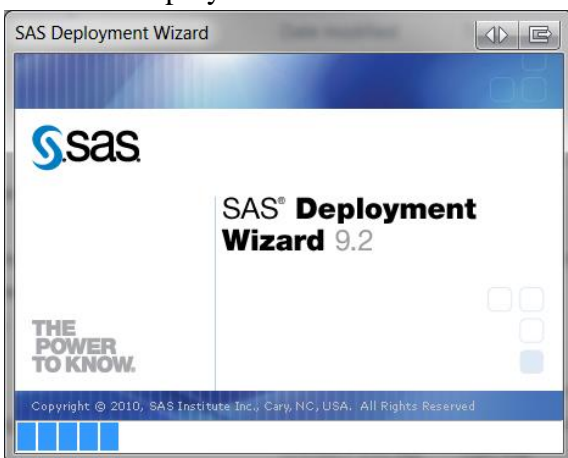 SAS Deployment Wizard
sas
SAS® Deployment
Wizard 9.2
THE
POWER
TO KNOW.
Copyright © 2010, SAS Institute Inc., Cary, NC, USA. All Rights Reserved